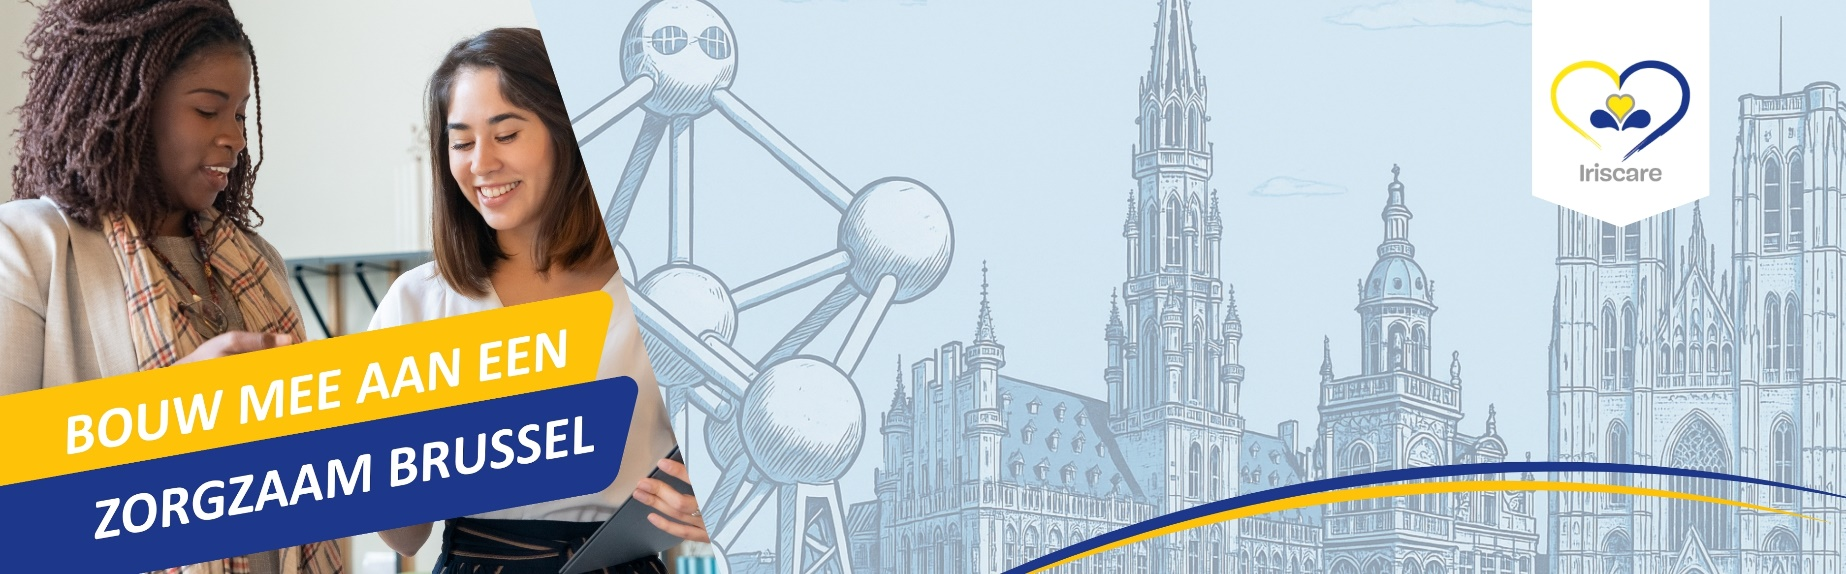 BOUW MEE AAN EEN
ZORGZAAM BRUSSEL
Iriscare